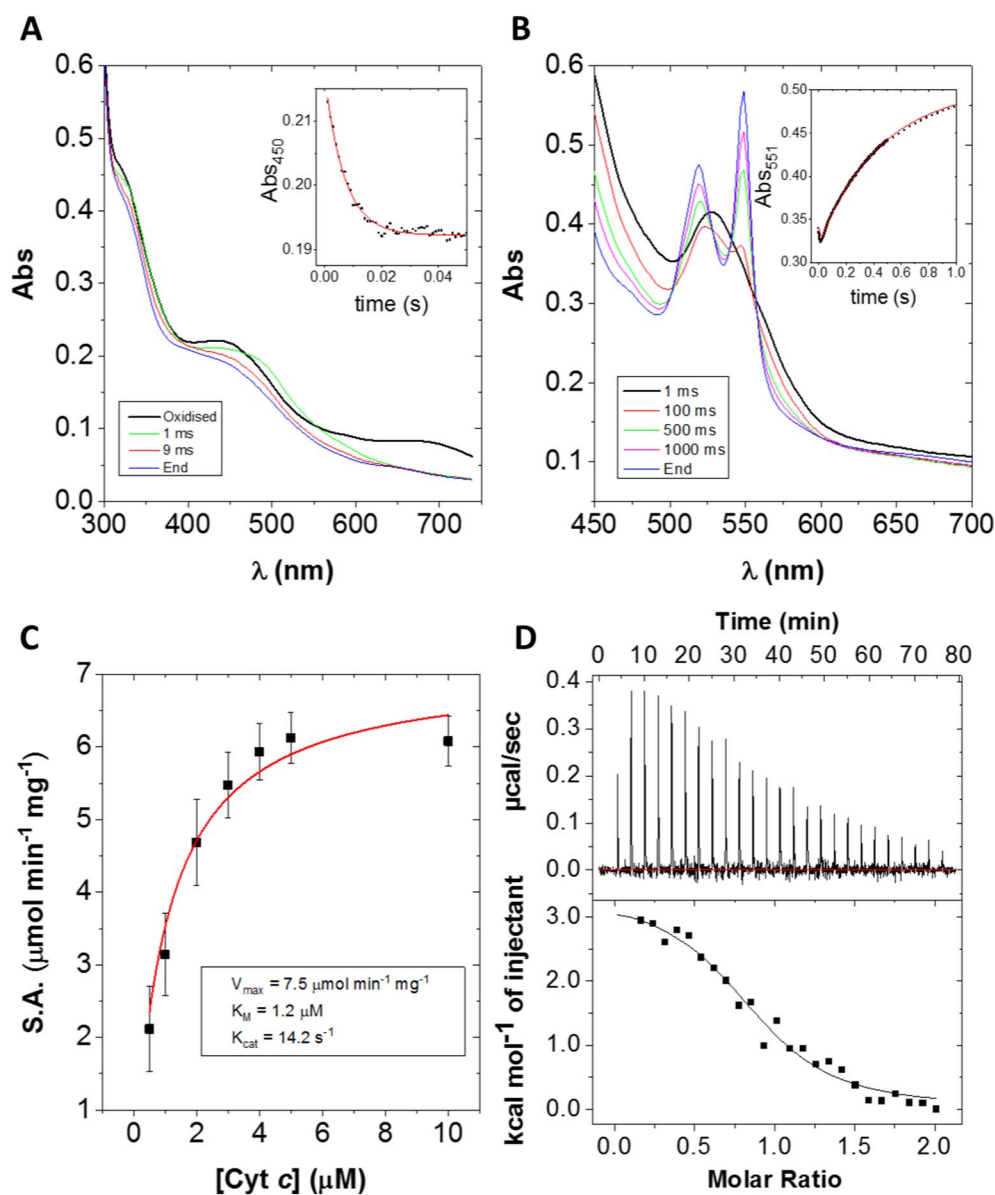 A
Abs
0.6
0.5
0.4
0.3
0.2
0.1
0.0
300 400 500 600 700
λ (nm)
Oxidised
1 ms
9 ms
End
Abs450
0.21
0.20
0.19
0.00 0.02 0.04
time (s)
B
Abs
0.6
0.5
0.4
0.3
0.2
0.1
450 500 550 600 650 700
λ (nm)
1 ms
100 ms
500 ms
1000 ms
End
Abs551
0.50
0.45
0.40
0.35
0.30
0.0 0.2 0.4 0.6 0.8 1.0
time (s)
C
S.A. (μmol min-1 mg-1)
7
6
5
4
3
2
1
0 2 4 6 8 10
[Cyt c] (μM)
Vmax = 7.5 μmol min-1 mg-1
KM = 1.2 μM
Kcat = 14.2 s-1
D
Time (min)
0 10 20 30 40 50 60 70 80
µcal/sec
0.4
0.3
0.2
0.1
0.0
kcal mol-1 of injectant
3.0
2.0
1.0
0.0
0.0 0.5 1.0 1.5 2.0
Molar Ratio